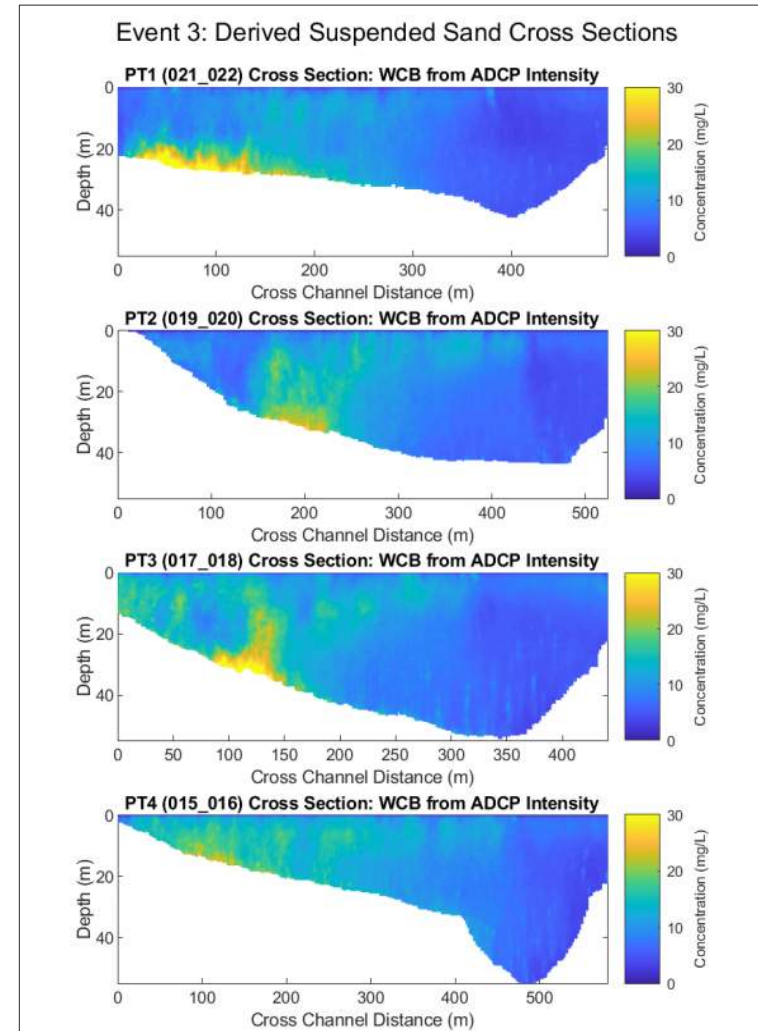 Event 3: Derived Suspended Sand Cross Sections
PT1 (021_022) Cross Section: WCB from ADCP Intensity
0
20
40
Depth (m)
0 100 200 300 400
Cross Channel Distance (m)
30
20
10
0
Concentration (mg/L)
PT2 (019_020) Cross Section: WCB from ADCP Intensity
0
20
40
Depth (m)
0 100 200 300 400 500
Cross Channel Distance (m)
30
20
10
0
Concentration (mg/L)
PT3 (017_018) Cross Section: WCB from ADCP Intensity
0
20
40
Depth (m)
0 50 100 150 200 250 300 350 400
Cross Channel Distance (m)
30
20
10
0
Concentration (mg/L)
PT4 (015_016) Cross Section: WCB from ADCP Intensity
0
20
40
Depth (m)
0 100 200 300 400 500
Cross Channel Distance (m)
30
20
10
0
Concentration (mg/L)